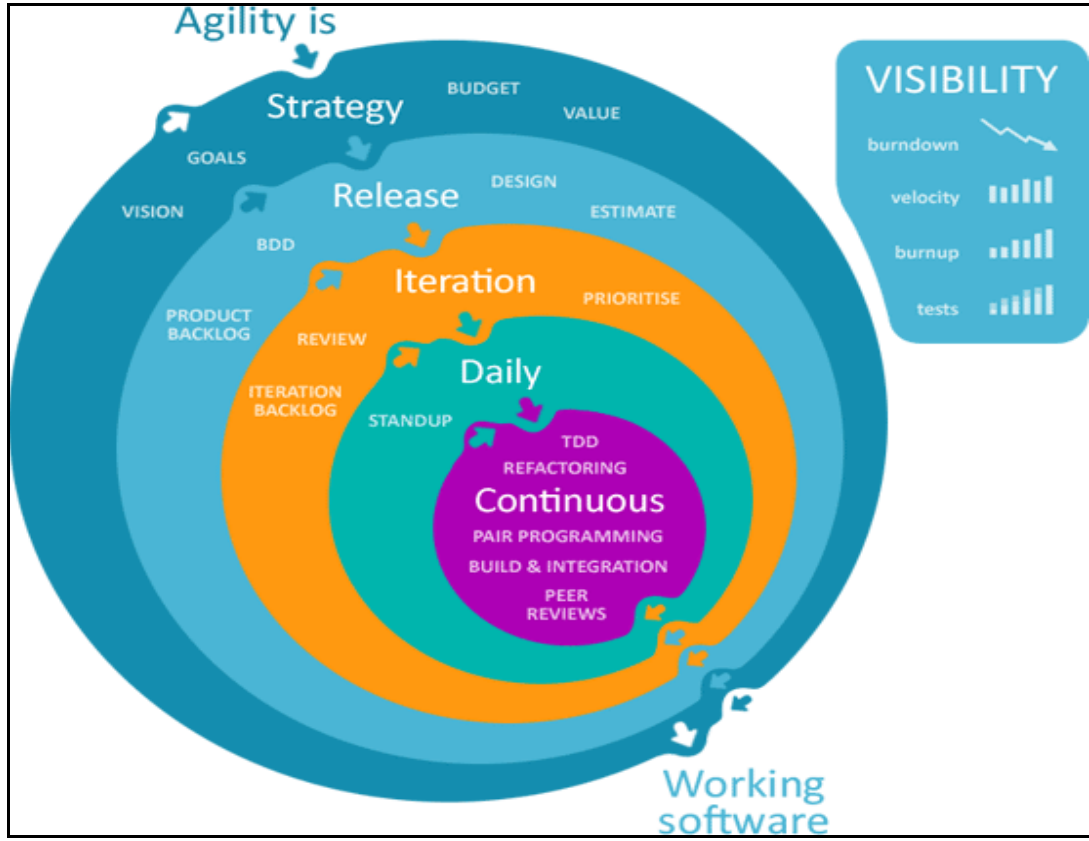 Agility is
Strategy
BUDGET
VALUE
GOALS
VISION
Release
DESIGN
ESTIMATE
BDD
PRODUCT
BACKLOG
Iteration
PRIORITISE
REVIEW
ITERATION
BACKLOG
Daily
STANDUP
TDD
REFACTORING
Continuous
PAIR PROGRAMMING
BUILD & INTEGRATION
PEER
REVIEWS
Working
software
VISIBILITY
burndown
velocity
burnup
tests